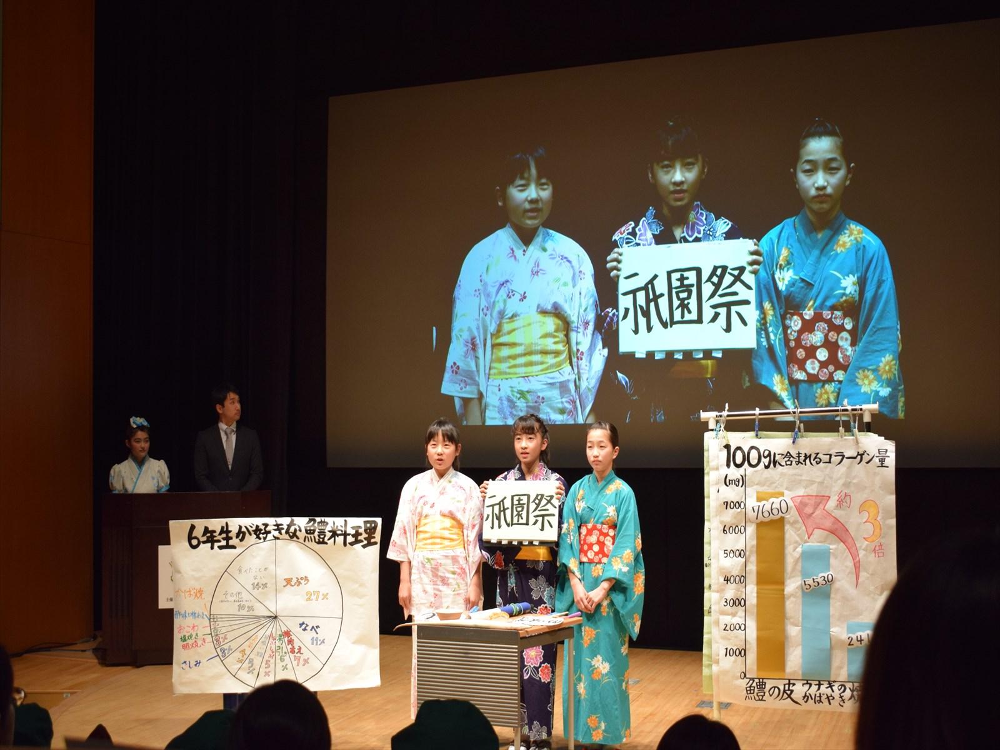 祇園祭
祇園祭
6年生が好きな鱧料理
食べたことが
ない
14%
天ぷら
27%
その他
10%
かば焼
おこわ
塩焼き
照焼き
3%
さしみ
3%
なべ
11%
7%
6%
5%
5%
100gに含まれるコラーゲン量
(mg)
7000
6000
5000
4000
3000
2000
1000
0
7660
5530
241
約
3
倍
鱧の皮
ウナギの
かばやき